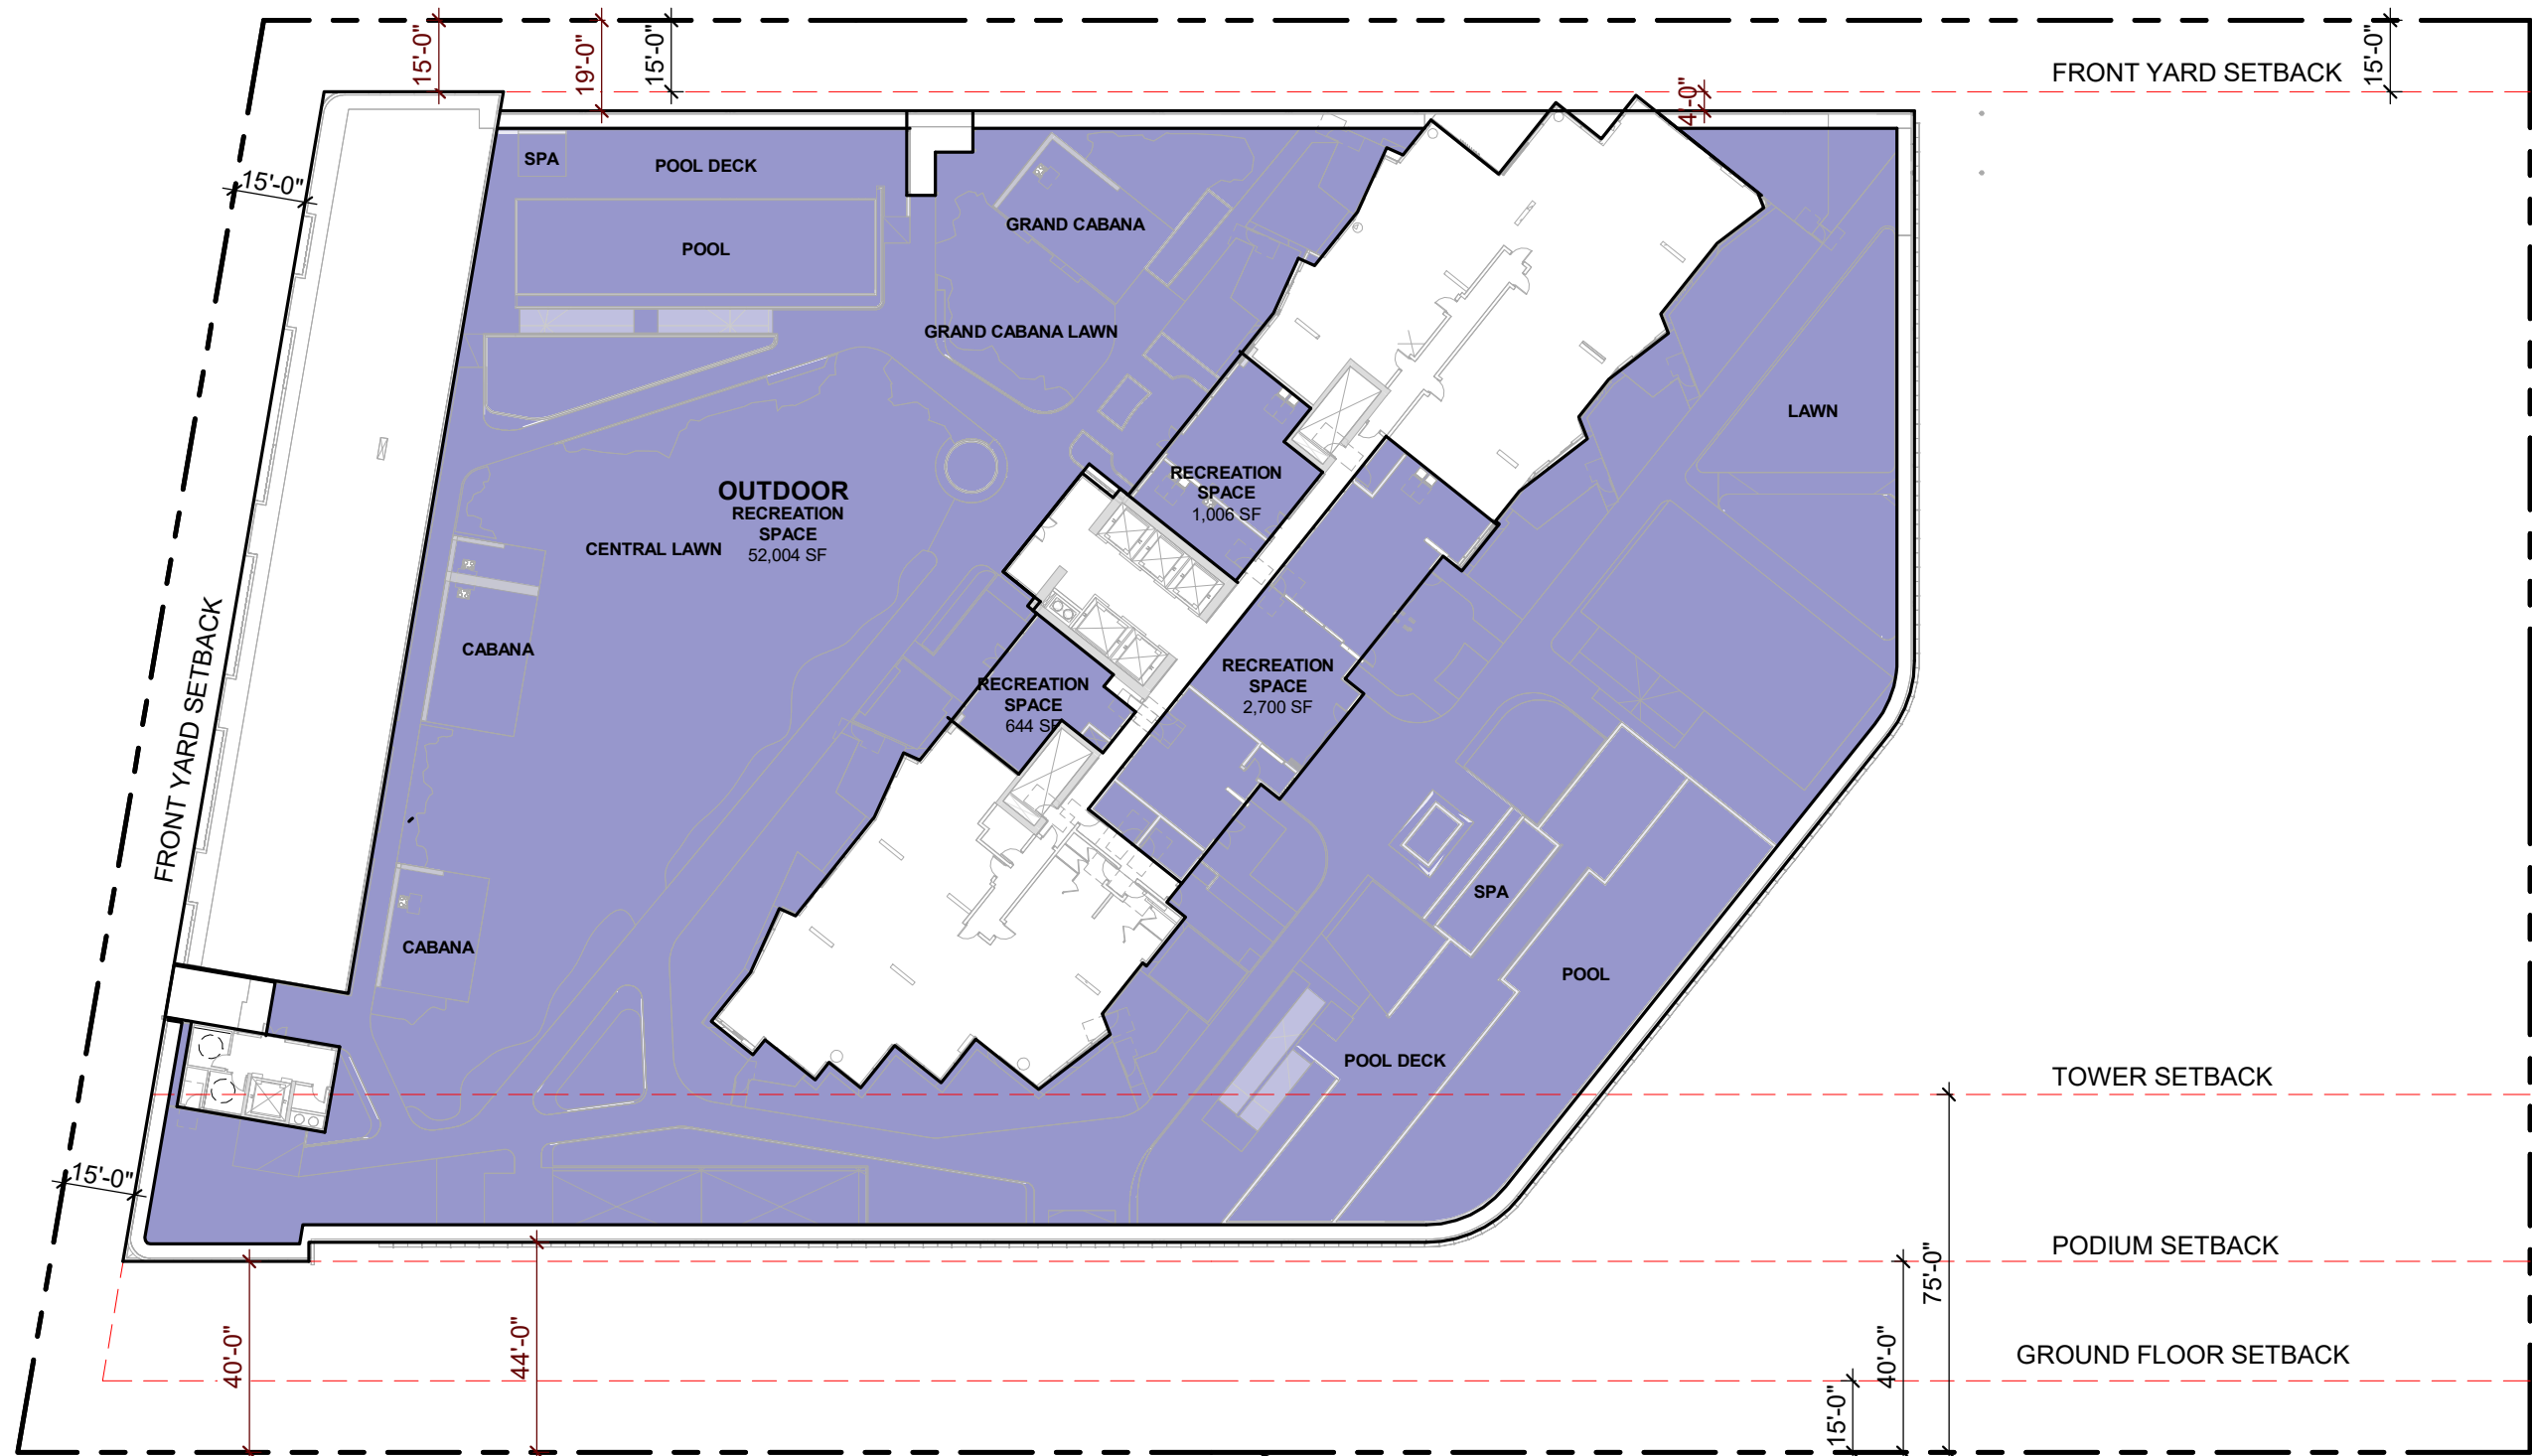 15'-0"
19'-0"
15'-0"
4'-0"
FRONT YARD SETBACK
15'-0"
SPA
POOL DECK
15'-0"
GRAND CABANA
POOL
GRAND CABANA LAWN
LAWN
RECREATION
SPACE
1,006 SF
OUTDOOR
RECREATION
SPACE
52,004 SF
CENTRAL LAWN
CABANA
RECREATION
SPACE
2,700 SF
RECREATION
SPACE
644 SF
FRONT YARD SETBACK
SPA
CABANA
POOL
POOL DECK
TOWER SETBACK
15'-0"
PODIUM SETBACK
75'-0"
40'-0"
44'-0"
40'-0"
GROUND FLOOR SETBACK
15'-0"